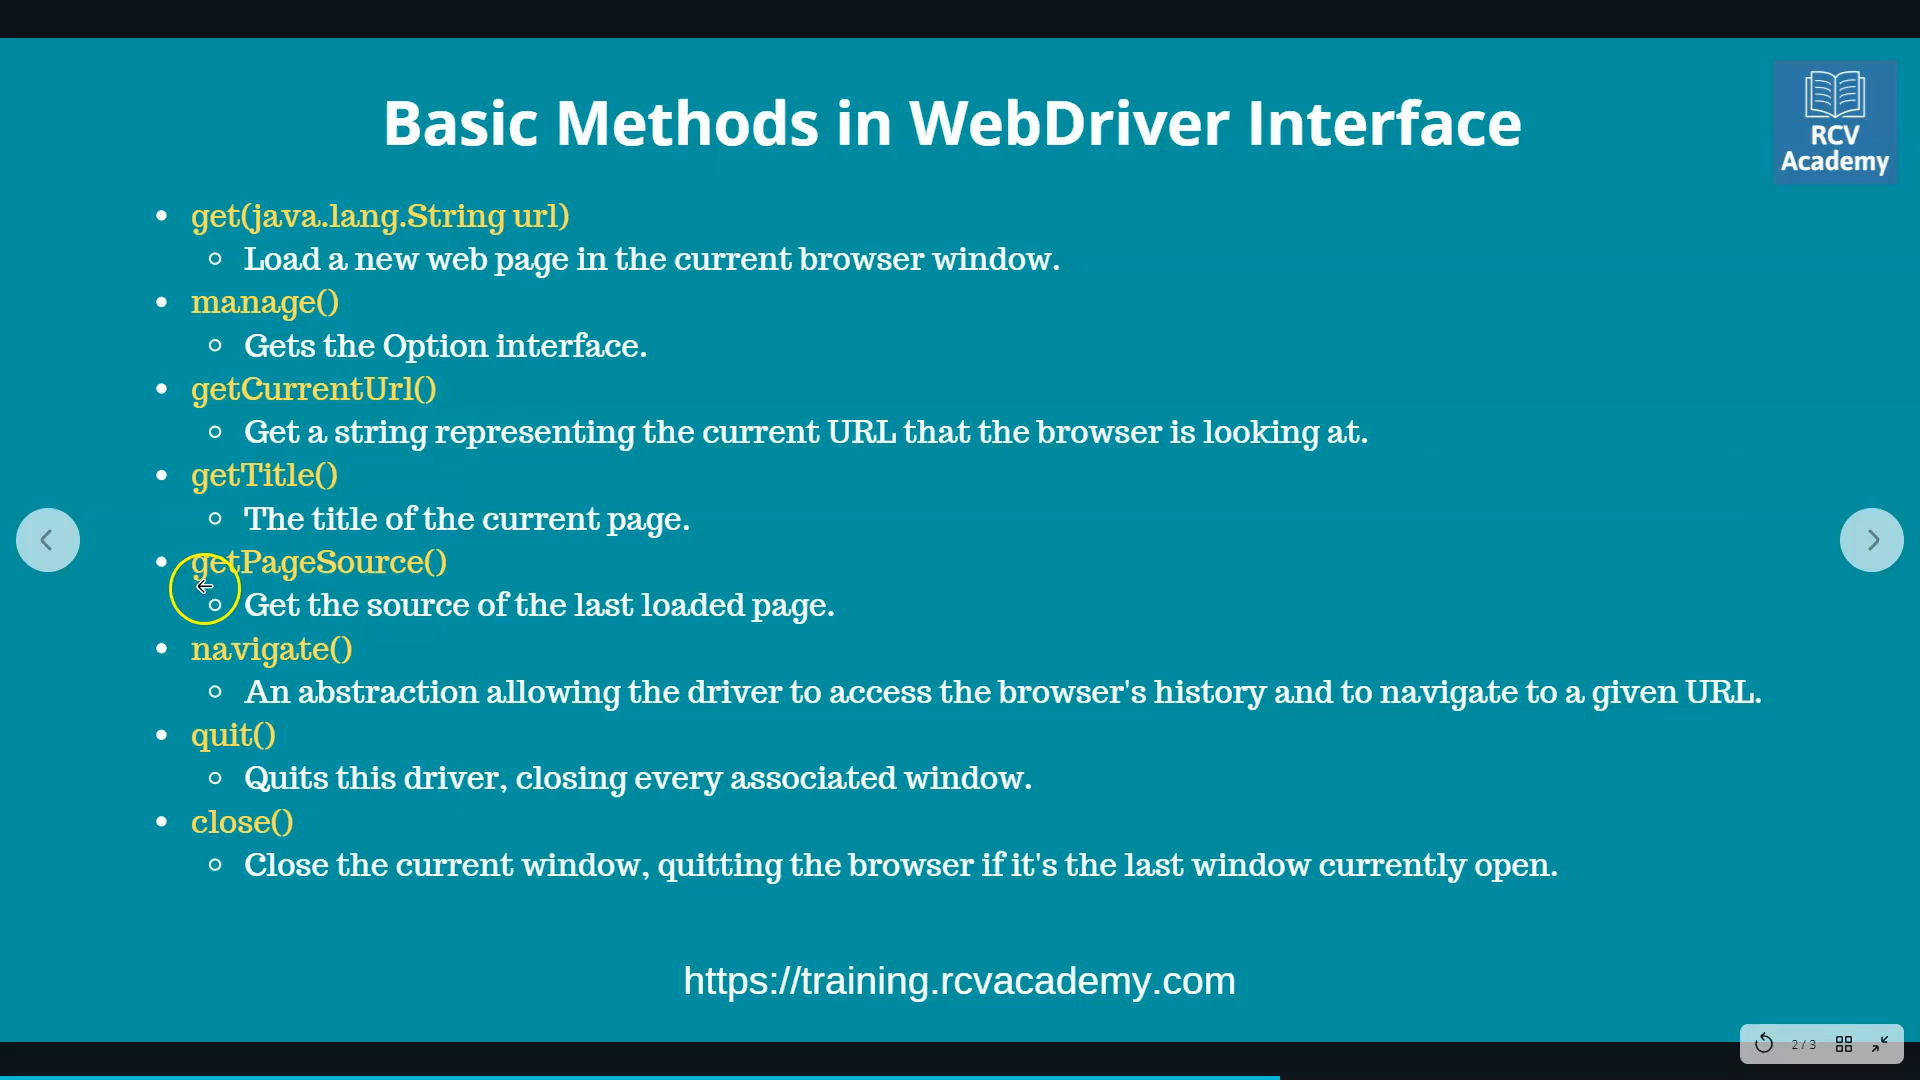 Basic Methods in WebDriver Interface
RCV
Academy
get(java.lang.String url)
Load a new web page in the current browser window.
manage()
Gets the Option interface.
getCurrentUrl()
Get a string representing the current URL that the browser is looking at.
getTitle()
The title of the current page.
getPageSource()
Get the source of the last loaded page.
navigate()
An abstraction allowing the driver to access the browser's history and to navigate to a given URL.
quit()
Quits this driver, closing every associated window.
close()
Close the current window, quitting the browser if it's the last window currently open.
https://training.rcvacademy.com
2 / 3